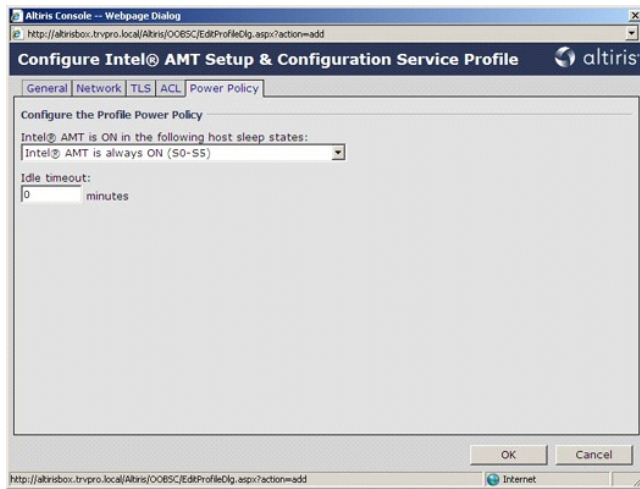 Altiris Console -- Webpage Dialog
http://altirisbox.trvpro.local/Altiris/OOBSC/EditProfileDlg.aspx?action=add
Configure Intel® AMT Setup & Configuration Service Profile
altiris
General Network TLS ACL Power Policy
Configure the Profile Power Policy
Intel® AMT is ON in the following host sleep states:
Intel® AMT is always ON (S0-S5)
Idle timeout:
0 minutes
OK Cancel
http://altirisbox.trvpro.local/Altiris/OOBSC/EditProfileDlg.aspx?action=add Internet